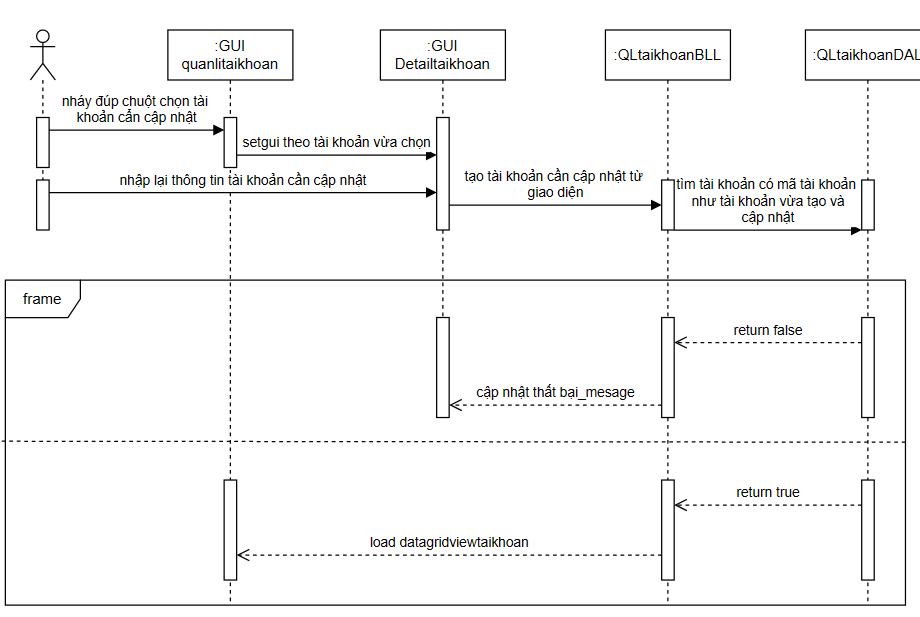 :GUI
quanlitaikhoan
:GUI
Detailtaikhoan
:QLtaikhoanBLL
:QLtaikhoanDAL
nháy đúp chuột chọn tài
khoản cần cập nhật
setgui theo tài khoản vừa chọn
nhập lại thông tin tài khoản cần cập nhật
tạo tài khoản cần cập nhật từ
giao diện
tìm tài khoản có mã tài khoản
như tài khoản vừa tạo và
cập nhật
frame
return false
cập nhật thất bại_mesage
return true
load datagridviewtaikhoan